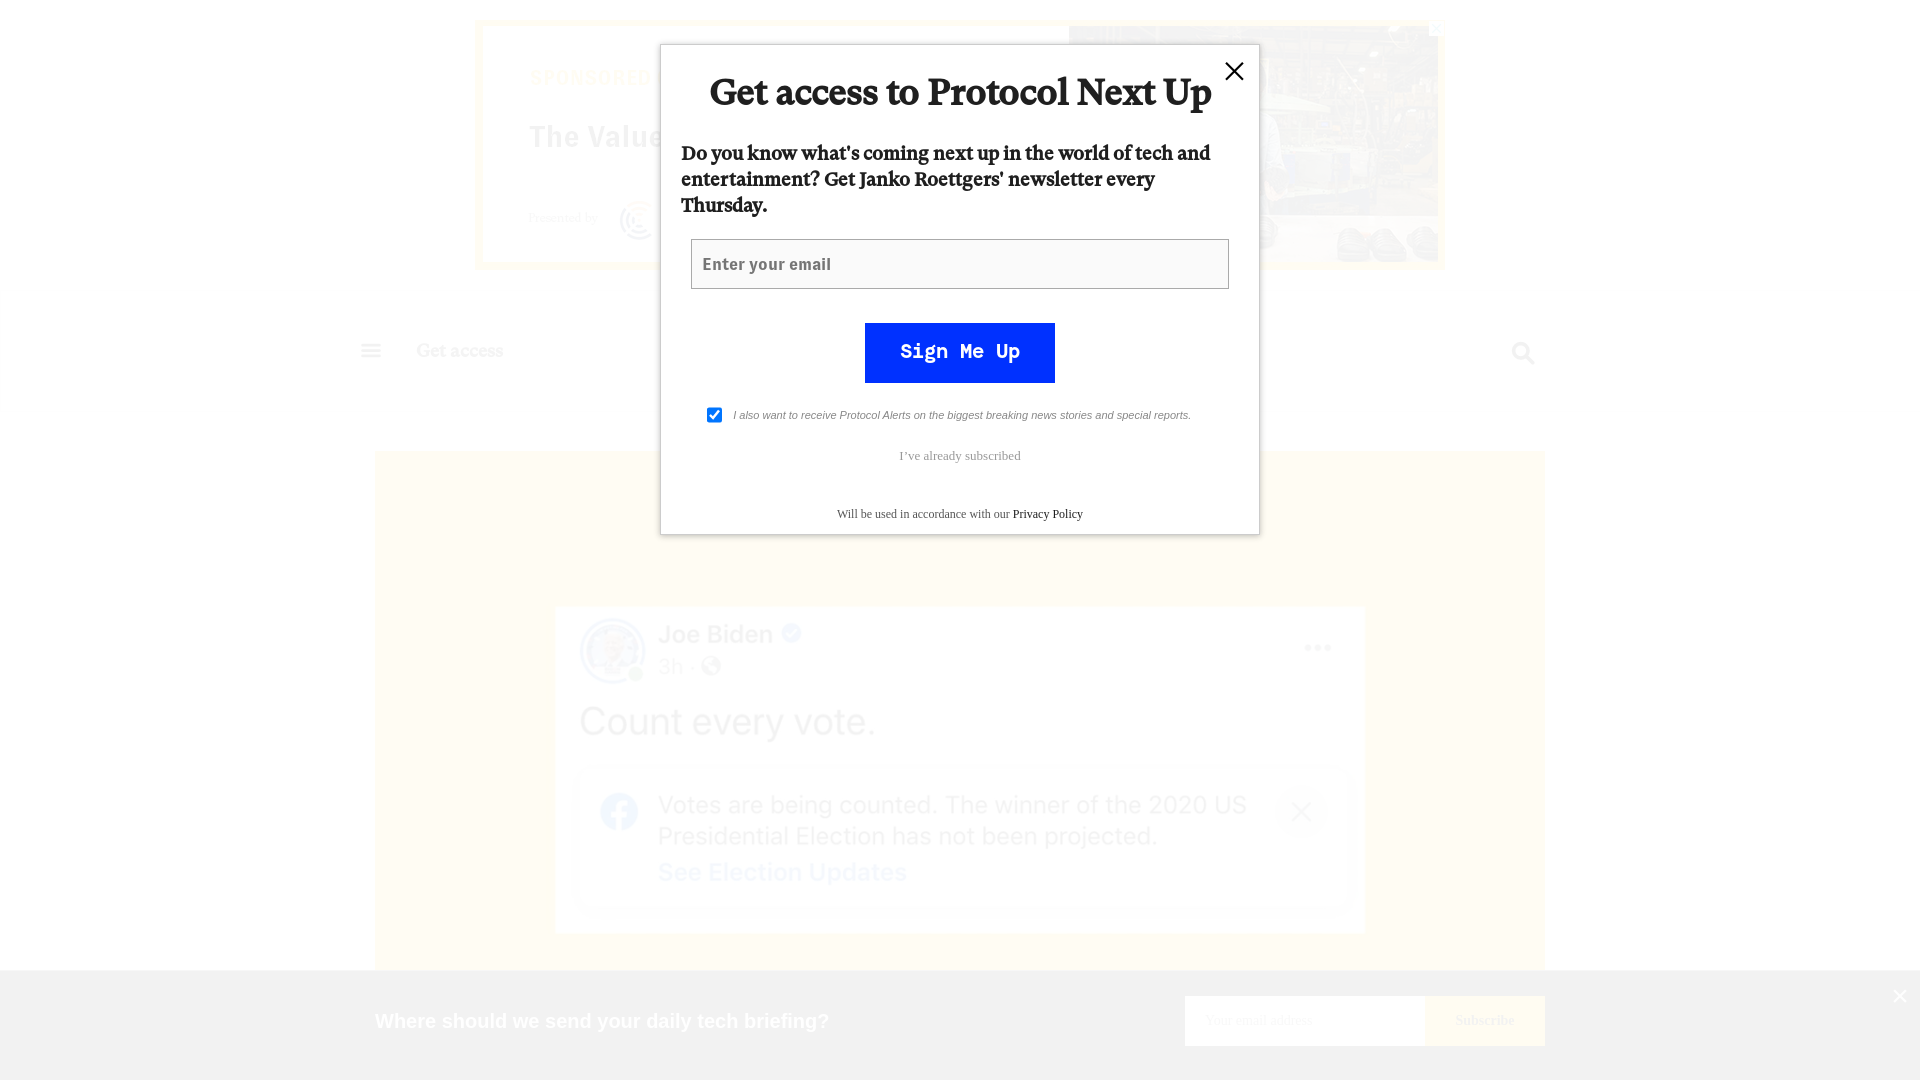 SPONSORED
The Value
Presented by
Get access to Protocol Next Up
Do you know what's coming next up in the world of tech and
entertainment? Get Janko Roettgers' newsletter every
Thursday.
Enter your email
Sign Me Up
I also want to receive Protocol Alerts on the biggest breaking news stories and special reports.
I’ve already subscribed
Will be used in accordance with our Privacy Policy
Get access
Joe Biden
3h ·
Count every vote.
Votes are being counted. The winner of the 2020 US
Presidential Election has not been projected.
See Election Updates
Where should we send your daily tech briefing?
Your email address
Subscribe